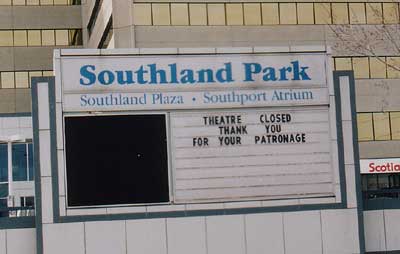 Southland Park
Southland Plaza · Southport Atrium
THEATRE CLOSED
THANK YOU
FOR YOUR PATRONAGE
Scotia